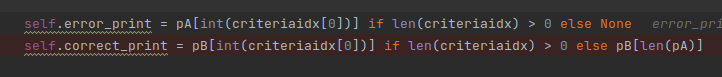 self.error_print = pA[int(criteriaidx[0])] if len(criteriaidx) > 0 else None error_pri
self.correct_print = pB[int(criteriaidx[0])] if len(criteriaidx) > 0 else pB[len(pA)]